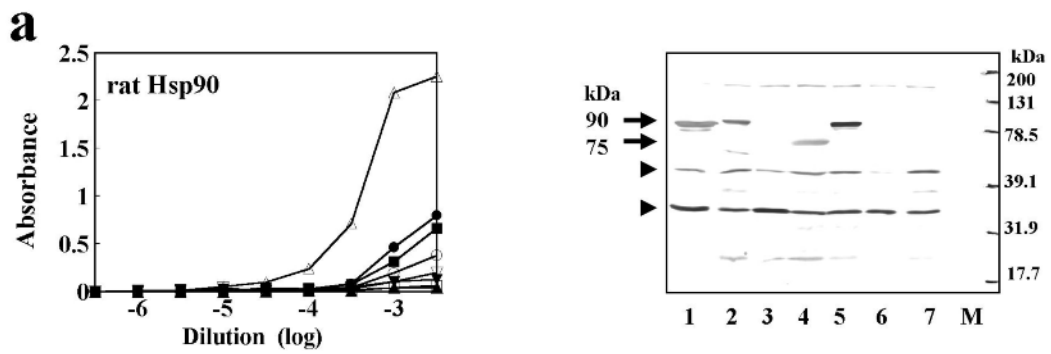 a
2.5
2
1.5
1
0.5
0
Absorbance
rat Hsp90
-6 -5 -4 -3
Dilution (log)
kDa
90
75
kDa
200
131
78.5
39.1
31.9
17.7
1 2 3 4 5 6 7 M